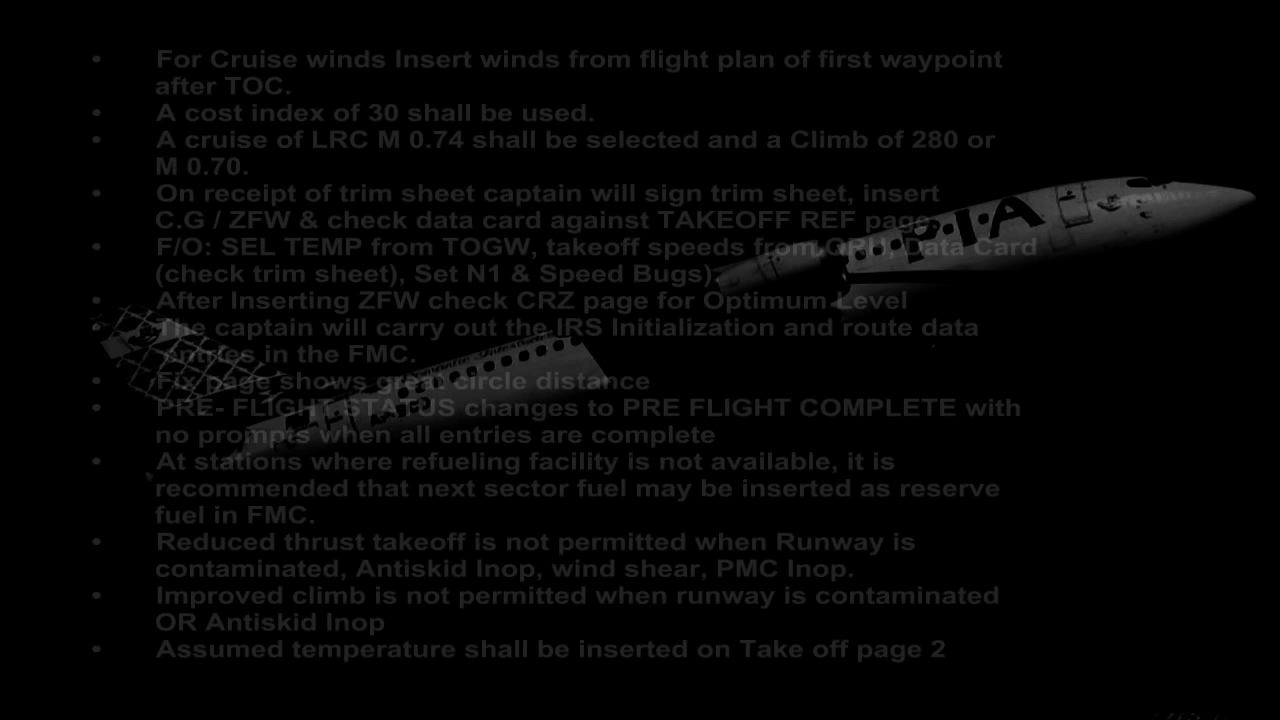 • For Cruise winds Insert winds from flight plan of first waypoint
after TOC.
• A cost index of 30 shall be used.
• A cruise of LRC M 0.74 shall be selected and a Climb of 280 or
M 0.70.
• On receipt of trim sheet captain will sign trim sheet, insert
C.G / ZFW & check data card against TAKEOFF REF page.
• F/O: SEL TEMP from TOGW, takeoff speeds from QRH, Data Card
(check trim sheet), Set N1 & Speed Bugs).
• After Inserting ZFW check CRZ page for Optimum Level
• The captain will carry out the IRS Initialization and route data
entries in the FMC.
• Fix page shows great circle distance
• PRE- FLIGHT STATUS changes to PRE FLIGHT COMPLETE with
no prompts when all entries are complete
• At stations where refueling facility is not available, it is
recommended that next sector fuel may be inserted as reserve
fuel in FMC.
• Reduced thrust takeoff is not permitted when Runway is
contaminated, Antiskid Inop, wind shear, PMC Inop.
• Improved climb is not permitted when runway is contaminated
OR Antiskid Inop
• Assumed temperature shall be inserted on Take off page 2
P.I.A